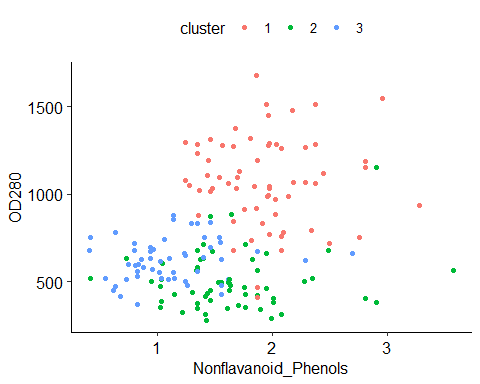 cluster 1 2 3
1500
1000
500
OD280
1 2 3
Nonflavanoid_Phenols